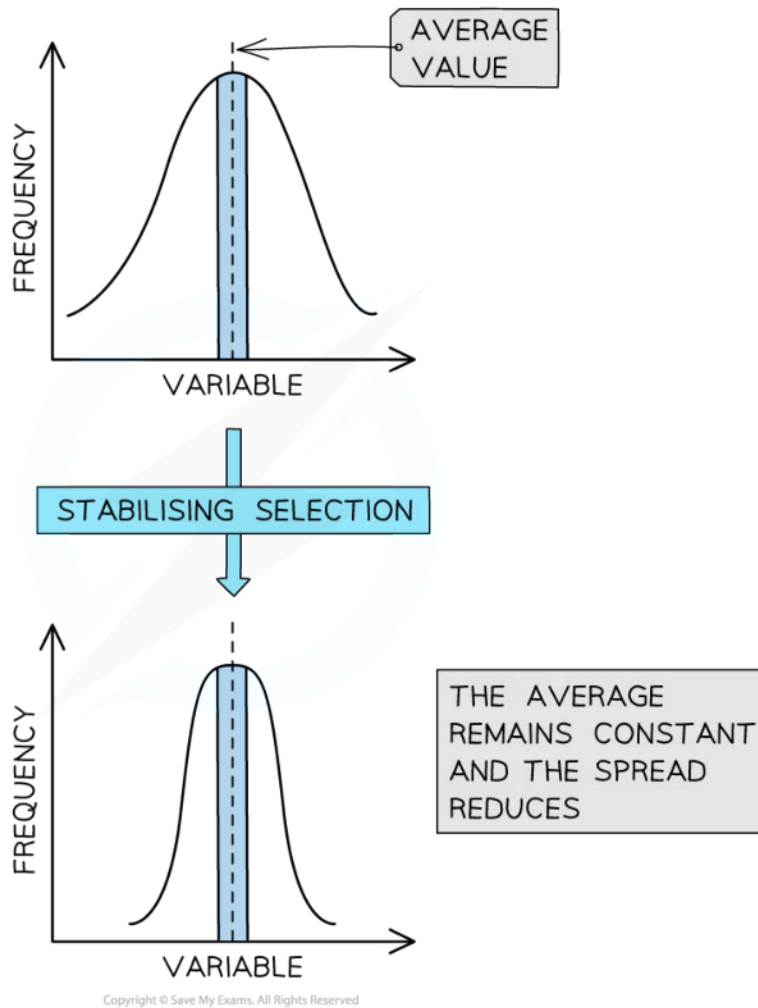 AVERAGE
VALUE
FREQUENCY
VARIABLE
STABILISING SELECTION
FREQUENCY
THE AVERAGE
REMAINS CONSTANT
AND THE SPREAD
REDUCES
VARIABLE
Copyright © Save My Exams. All Rights Reserved